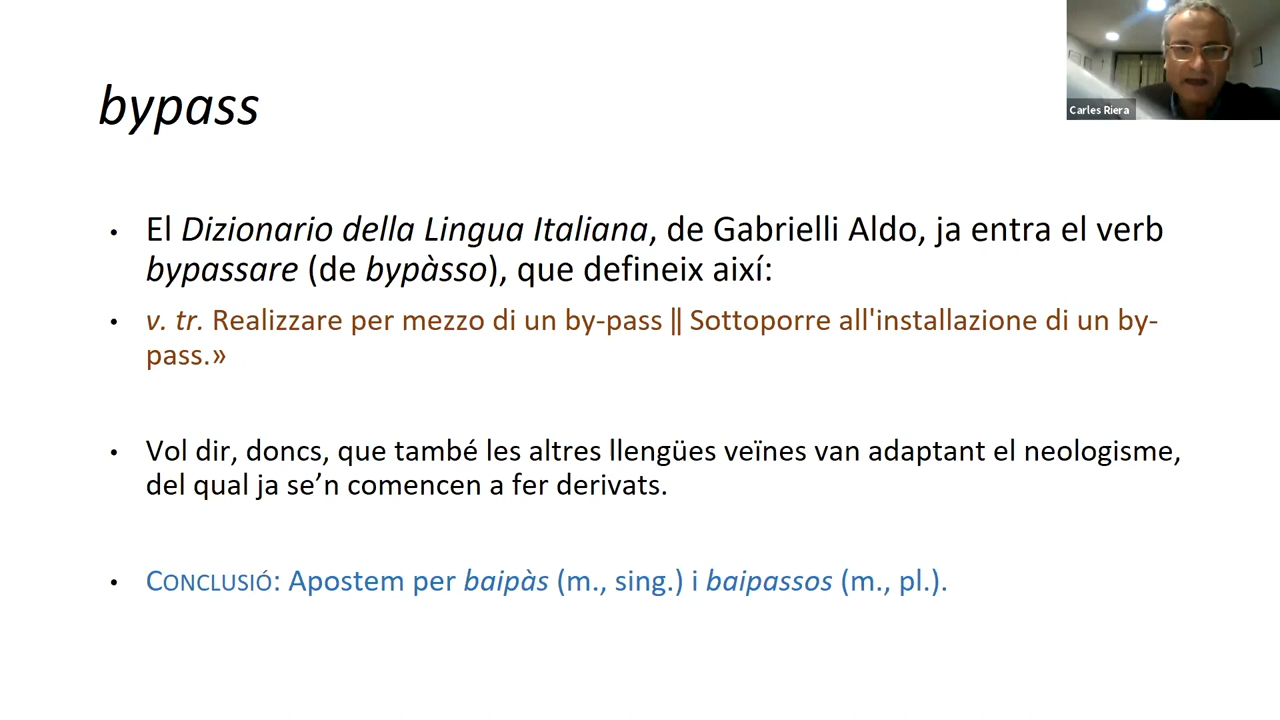 Carles Riera
bypass
• El Dizionario della Lingua Italiana, de Gabrielli Aldo, ja entra el verb
bypassare (de bypàsso), que defineix així:
• v. tr. Realizzare per mezzo di un by-pass ‖ Sottoporre all'installazione di un by-
pass.»
• Vol dir, doncs, que també les altres llengües veïnes van adaptant el neologisme,
del qual ja se’n comencen a fer derivats.
• CONCLUSIÓ: Apostem per baipàs (m., sing.) i baipassos (m., pl.).